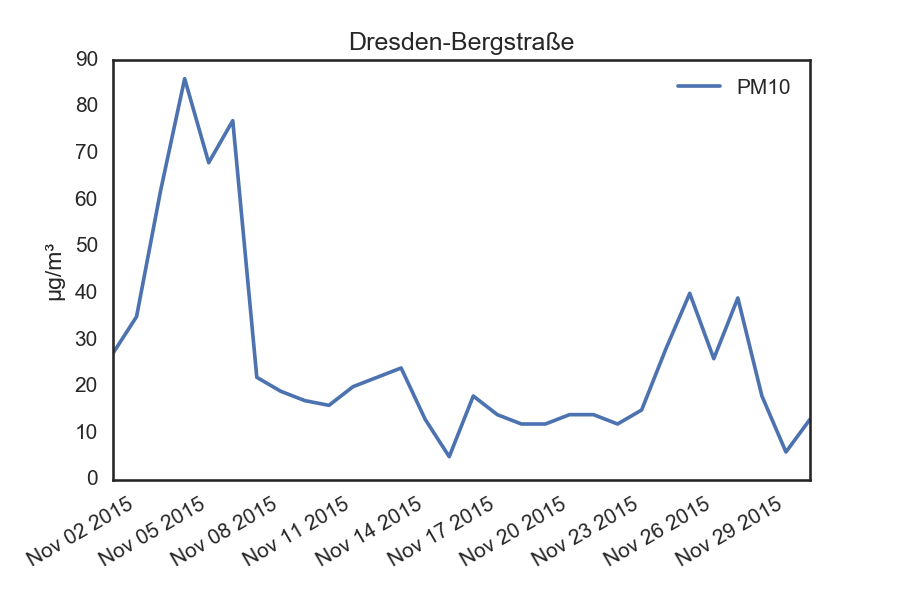 Dresden-Bergstraße
90
80
70
60
50
40
30
20
10
0
µg/m³
PM10
Nov 02 2015
Nov 05 2015
Nov 08 2015
Nov 11 2015
Nov 14 2015
Nov 17 2015
Nov 20 2015
Nov 23 2015
Nov 26 2015
Nov 29 2015